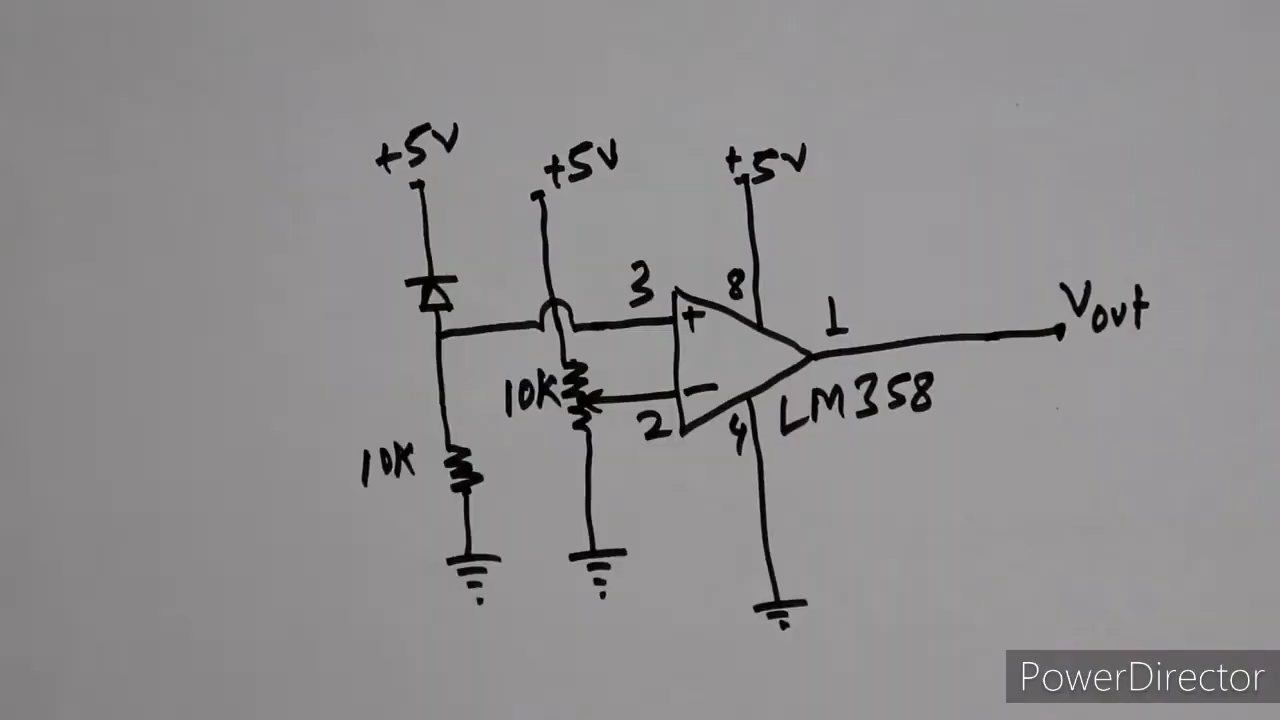 +5V
+5V
+5V
3
8
+
1
Vout
10K
2
-
4
LM358
10K
PowerDirector